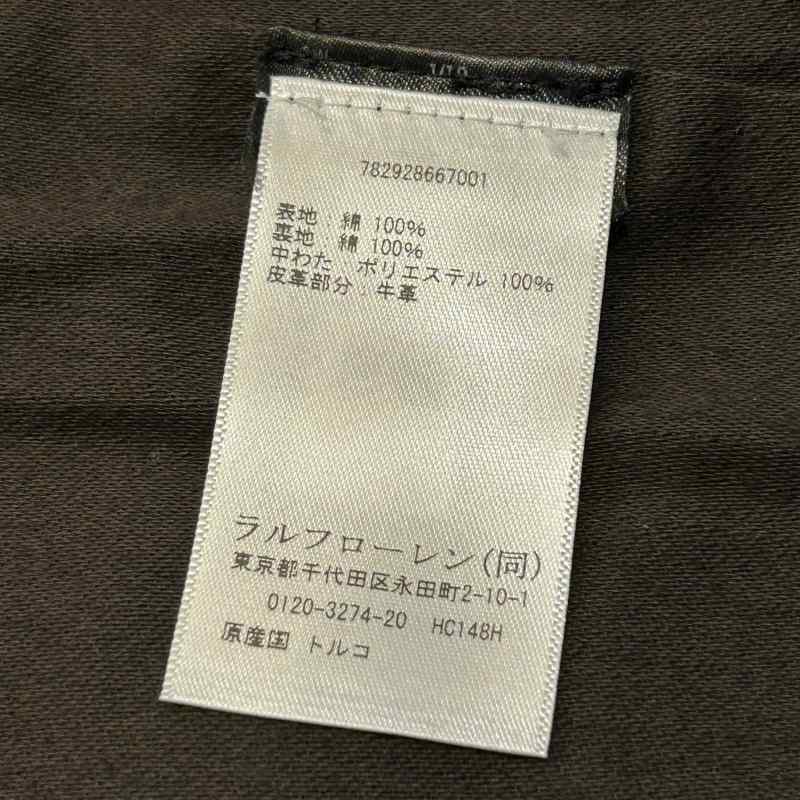 782928667001
表地：綿 100%
裏地：綿 100%
中わた ポリエステル 100%
皮革部分：牛革
ラルフローレン(同)
東京都千代田区永田町2-10-1
0120-3274-20 HC148H
原産国 トルコ